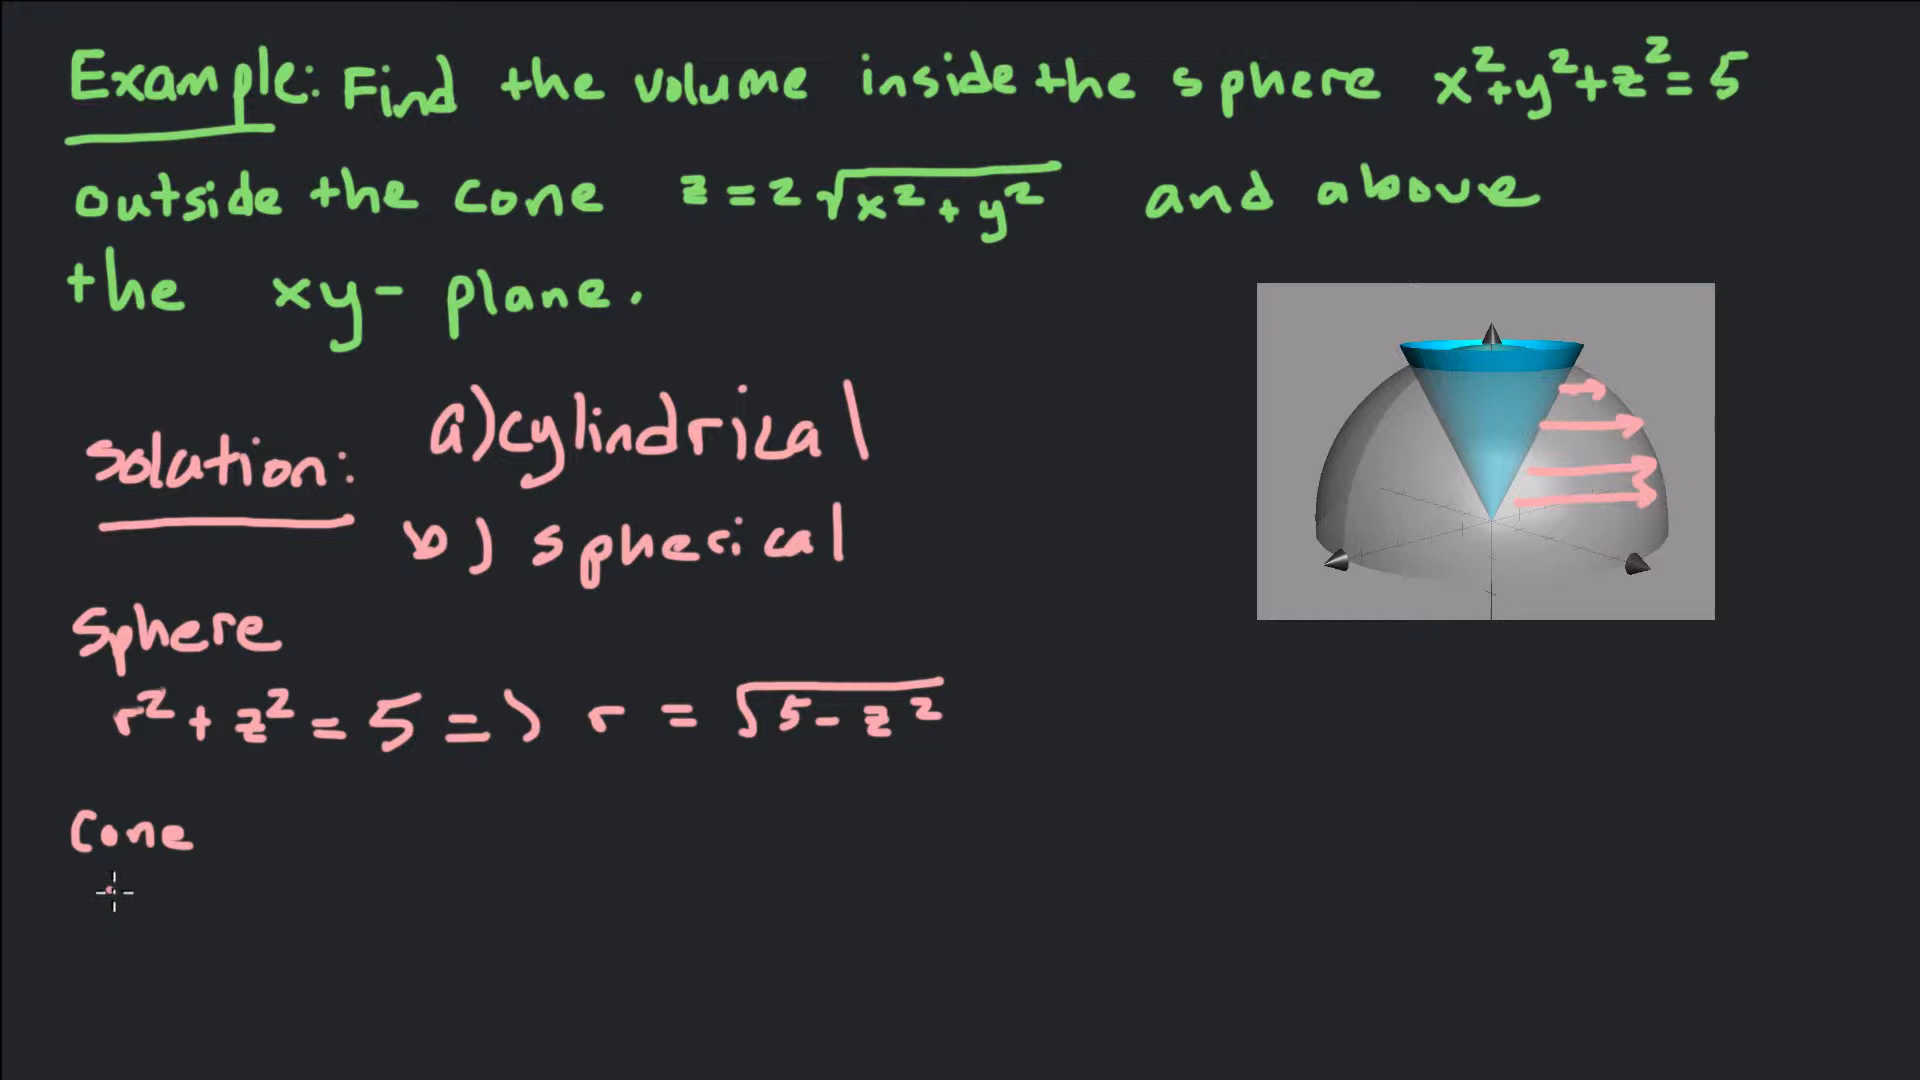 Example: Find the volume inside the sphere x²+y²+z²=5
outside the cone z=2√(x²+y²) and above
the xy-plane.
Solution: a) cylindrical
b) spherical
Sphere
r²+z²=5 => r = √(5-z²)
Cone